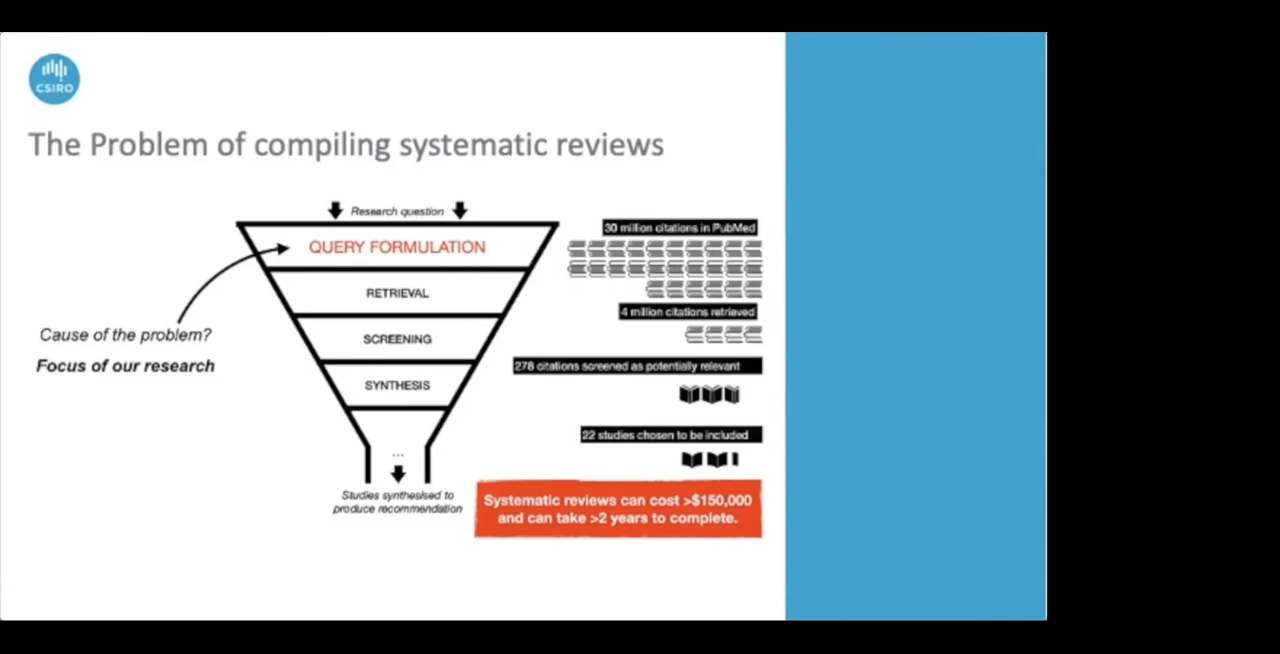 CSIRO
The Problem of compiling systematic reviews
Research question
QUERY FORMULATION
RETRIEVAL
SCREENING
SYNTHESIS
...
Studies synthesised to
produce recommendation
Cause of the problem?
Focus of our research
30 million citations in PubMed
4 million citations retrieved
278 citations screened as potentially relevant
22 studies chosen to be included
Systematic reviews can cost >$150,000
and can take >2 years to complete.